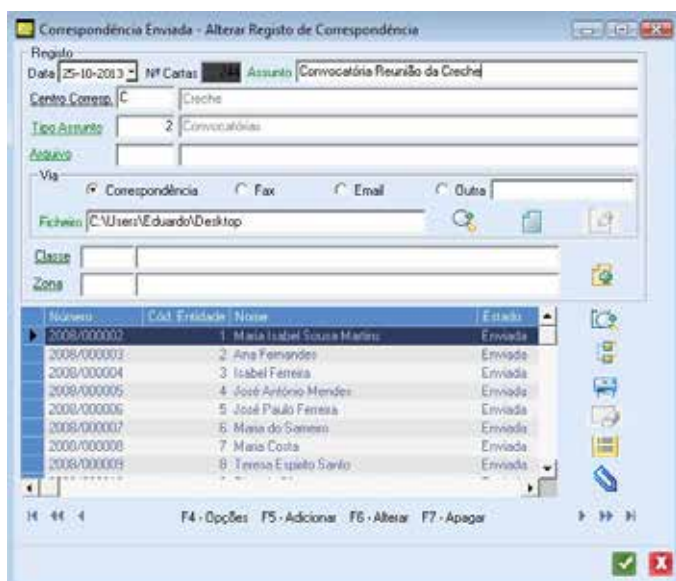 Correspondência Enviada - Alterar Registo de Correspondência
Registo
Data 25-10-2013 Nº Cartas 244 Assunto Convocatória Reunião da Creche
Centro Corresp. C Creche
Tipo Assunto 2 Convocatórias
Arquivo
Via
Correspondência Fax Email Outra
Ficheiro C:\Users\Eduardo\Desktop
Classe
Zona
Número Cód. Entidade Nome Estado
2008/000002 1 Maria Isabel Sousa Martins Enviada
2008/000003 2 Ana Fernandes Enviada
2008/000004 3 Isabel Ferreira Enviada
2008/000005 4 José António Mendes Enviada
2008/000006 5 José Paulo Ferreira Enviada
2008/000007 6 Maria do Sameiro Enviada
2008/000008 7 Maria Costa Enviada
2008/000009 8 Teresa Espirito Santo Enviada
F4 - Opções F5 - Adicionar F6 - Alterar F7 - Apagar